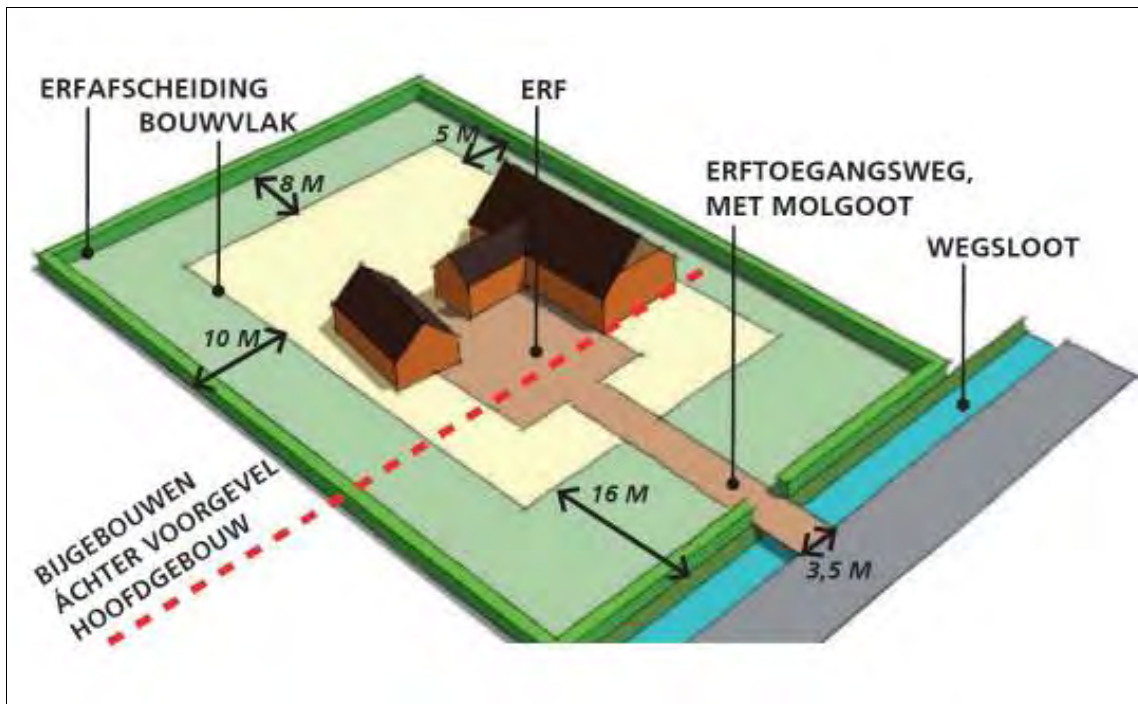 ERFAFSCHEIDING
BOUWVLAK
ERF
5 M
8 M
ERFTOEGANGSWEG,
MET MOLGOOT
WEGSLOOT
10 M
16 M
3,5 M
BIJGEBOUWEN
ÁCHTER VOORGEVEL
HOOFDGEBOUW